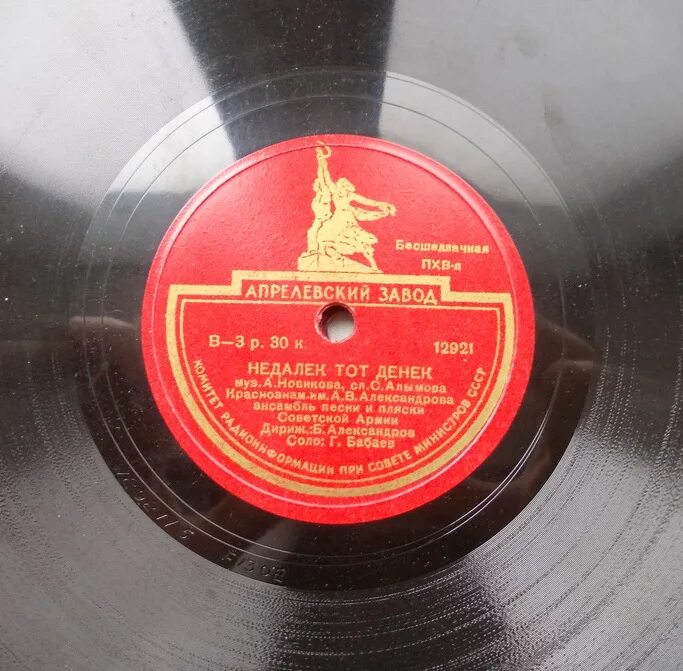 Бесшеллачная
ПХВ-п
АПРЕЛЕВСКИЙ ЗАВОД
В—3 р. 30 к.
12921
НЕДАЛЕК ТОТ ДЕНЕК
муз. А. Новикова, сл. С. Алымова
Краснознам. им. А. В. Александрова
ансамбль песни и пляски
Советской Армии
Дириж.: Б. Александров
Соло: Г. Бабаев
КОМИТЕТ РАДИОИНФОРМАЦИИ ПРИ СОВЕТЕ МИНИСТРОВ СССР